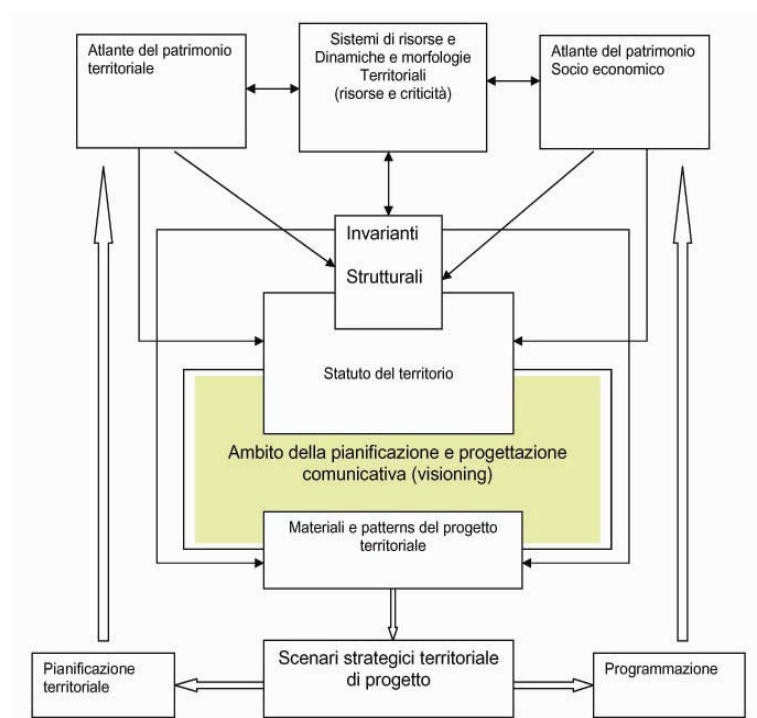 Atlante del patrimonio
territoriale
Sistemi di risorse e
Dinamiche e morfologie
Territoriali
(risorse e criticità)
Atlante del patrimonio
Socio economico
Invarianti
Strutturali
Statuto del territorio
Ambito della pianificazione e progettazione
comunicativa (visioning)
Materiali e patterns del progetto
territoriale
Pianificazione
territoriale
Scenari strategici territoriale
di progetto
Programmazione